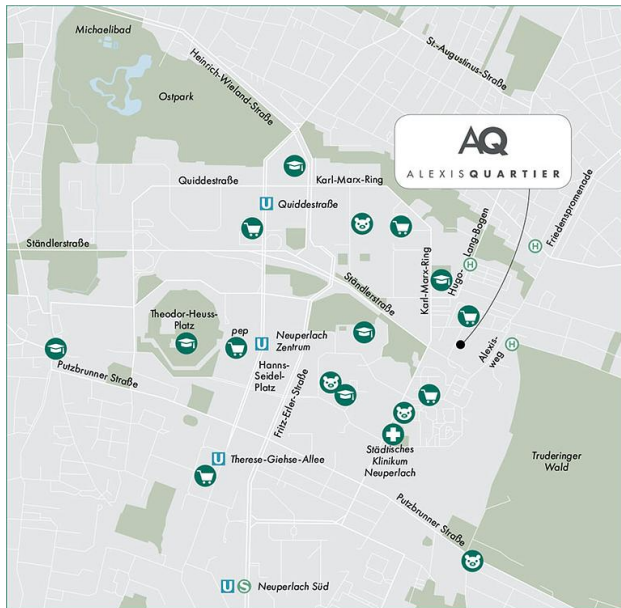 Michaelibad
Ostpark
Heinrich-Wieland-Straße
St.-Augustinus-Straße
AQ
ALEXISQUARTIER
Quiddestraße
Karl-Marx-Ring
U Quiddestraße
Friedenspromenade
H
Hugo-
Lang-Bogen
H
Karl-Marx-Ring
Ständlerstraße
Ständlerstraße
Theodor-Heuss-
Platz
pep
U Neuperlach
Zentrum
Hanns-
Seidel-
Platz
Alexis-
weg
H
Putzbrunner Straße
Fritz-Erler-Straße
Städtisches
Klinikum
Neuperlach
Truderinger
Wald
U Therese-Giehse-Allee
Putzbrunner Straße
U S Neuperlach Süd